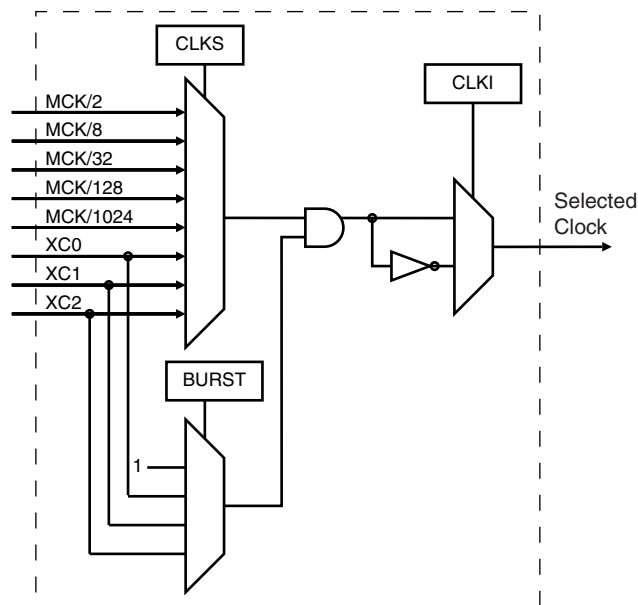 CLKS
CLKI
MCK/2
MCK/8
MCK/32
MCK/128
MCK/1024
XC0
XC1
XC2
Selected
Clock
BURST
1